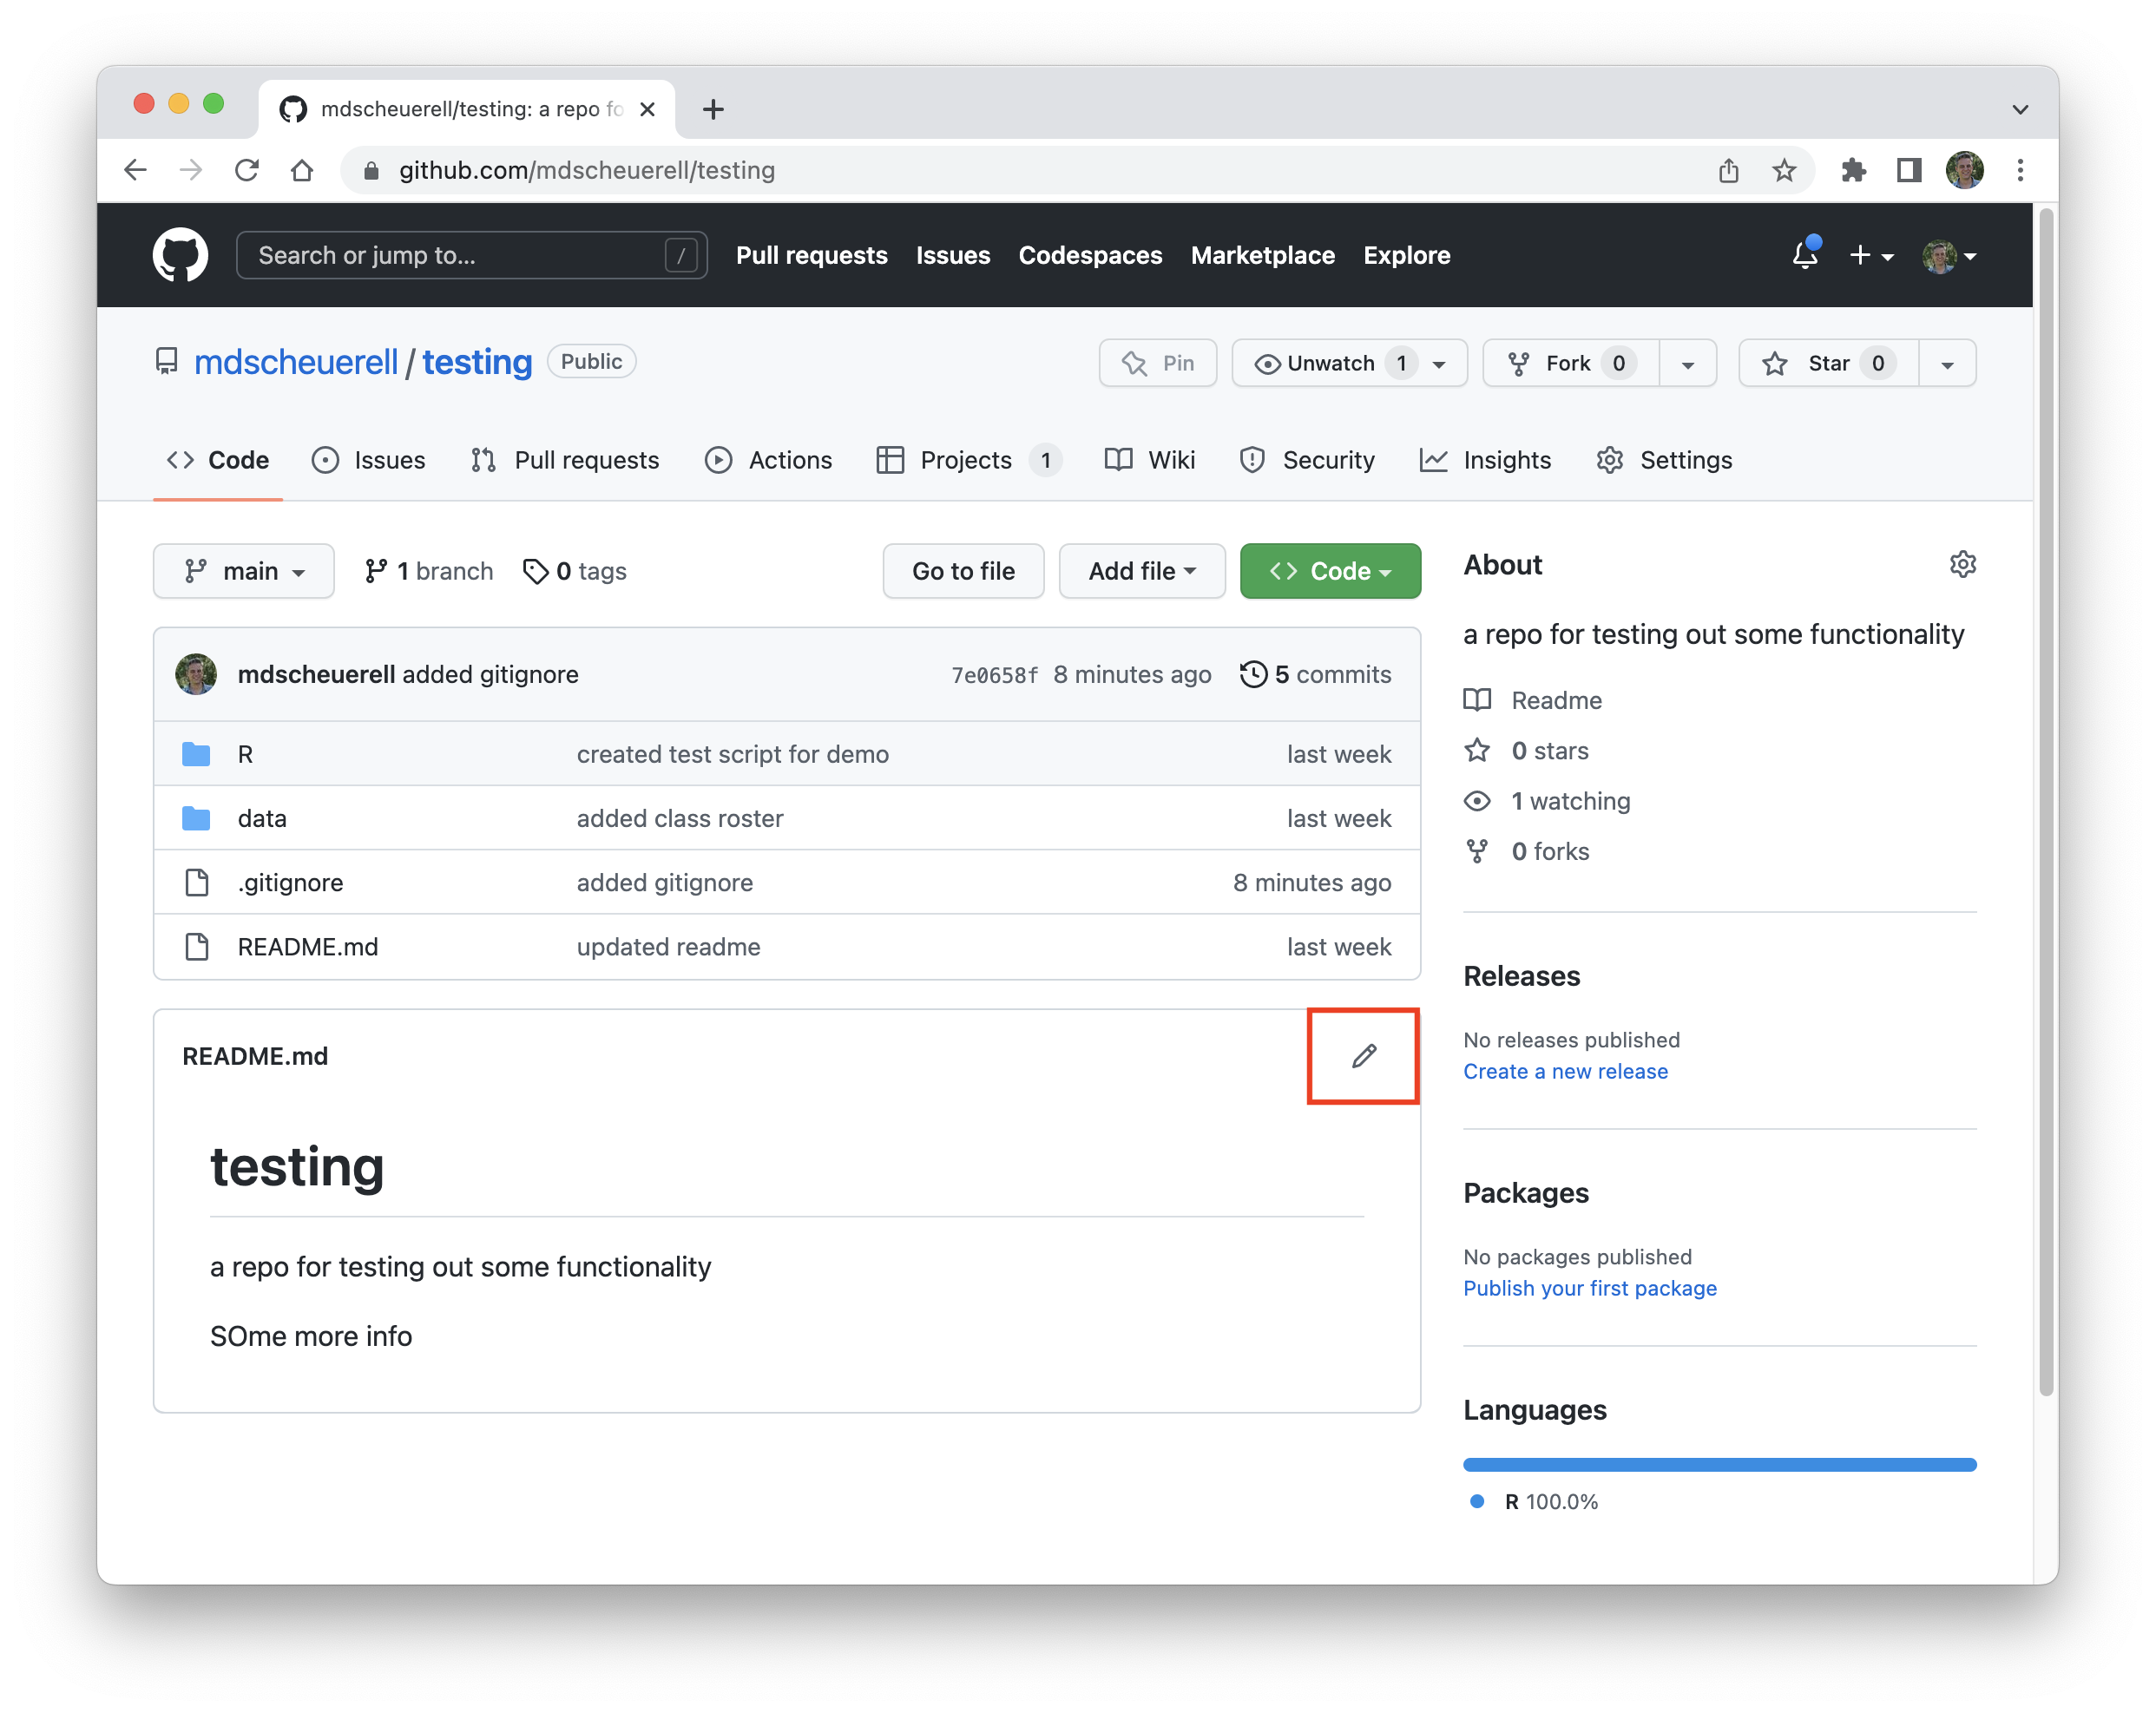 mdscheuerell/testing: a repo fo
github.com/mdscheuerell/testing
Search or jump to... /
Pull requests Issues Codespaces Marketplace Explore
mdscheuerell / testing Public
Pin Unwatch 1 Fork 0 Star 0
Code Issues Pull requests Actions Projects 1 Wiki Security Insights Settings
main 1 branch 0 tags Go to file Add file Code
mdscheuerell added gitignore 7e0658f 8 minutes ago 5 commits
R created test script for demo last week
data added class roster last week
.gitignore added gitignore 8 minutes ago
README.md updated readme last week
README.md
testing
a repo for testing out some functionality
SOme more info
About
a repo for testing out some functionality
Readme
0 stars
1 watching
0 forks
Releases
No releases published
Create a new release
Packages
No packages published
Publish your first package
Languages
R 100.0%